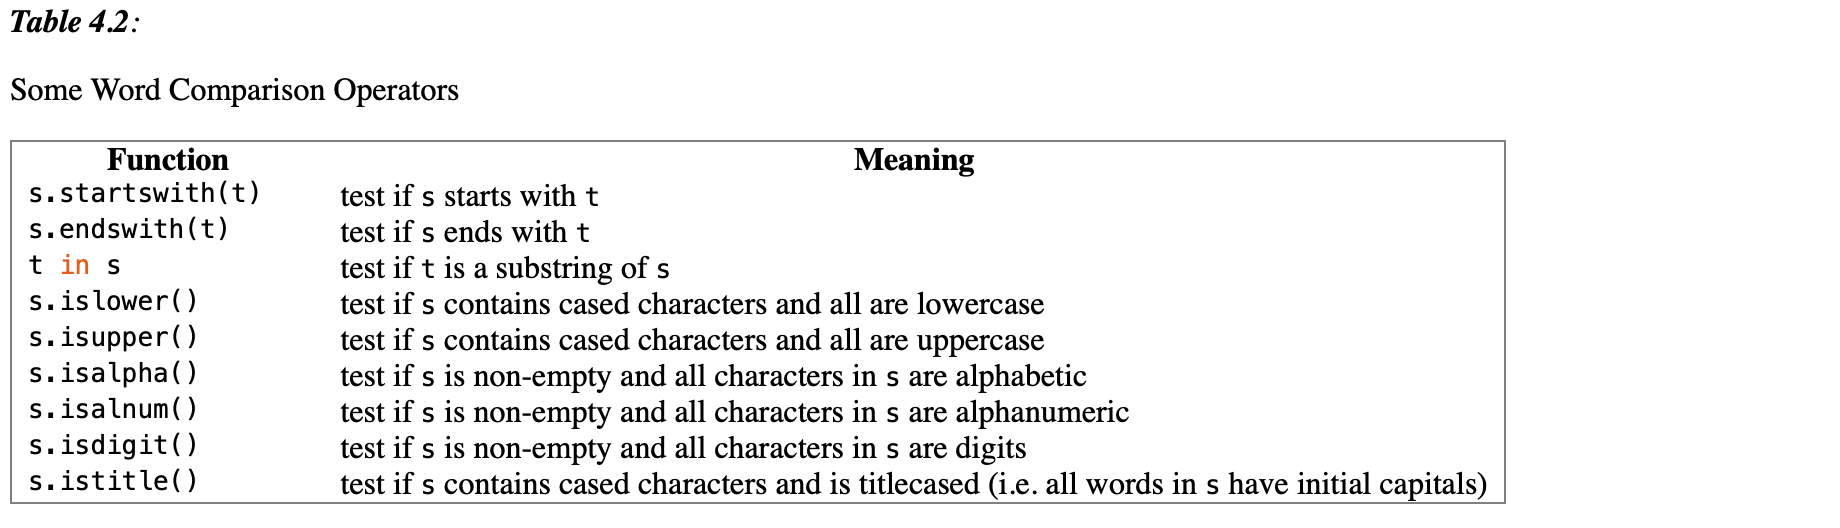 Table 4.2:
Some Word Comparison Operators
Function Meaning
s.startswith(t) test if s starts with t
s.endswith(t) test if s ends with t
t in s test if t is a substring of s
s.islower() test if s contains cased characters and all are lowercase
s.isupper() test if s contains cased characters and all are uppercase
s.isalpha() test if s is non-empty and all characters in s are alphabetic
s.isalnum() test if s is non-empty and all characters in s are alphanumeric
s.isdigit() test if s is non-empty and all characters in s are digits
s.istitle() test if s contains cased characters and is titlecased (i.e. all words in s have initial capitals)